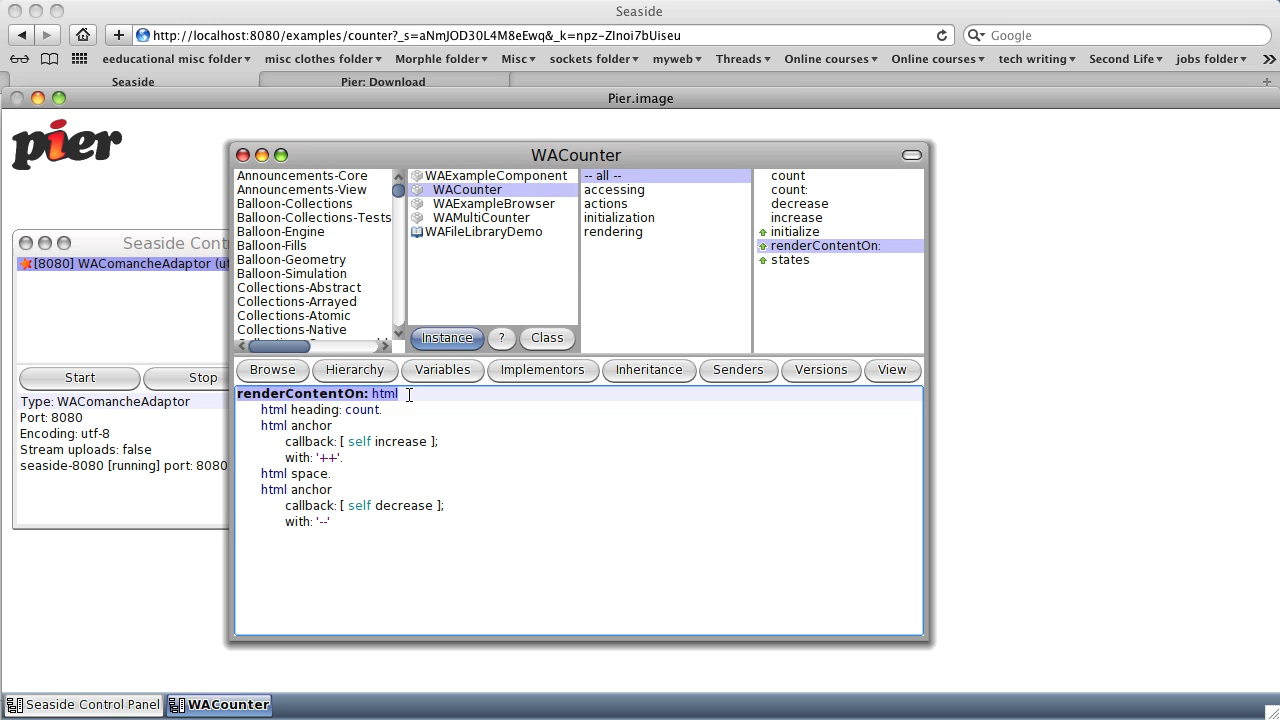 Seaside
http://localhost:8080/examples/counter?_s=aNmJOD30L4M8eEwq&_k=npz-ZInoi7bUiseu
Google
eeducational misc folder
misc clothes folder
Morphle folder
Misc
sockets folder
myweb
Threads
Online courses
Online courses
tech writing
Second Life
jobs folder
Seaside
Pier: Download
Pier.image
pier
WACounter
Announcements-Core
Announcements-View
Balloon-Collections
Balloon-Collections-Tests
Balloon-Engine
Balloon-Fills
Balloon-Geometry
Balloon-Simulation
Collections-Abstract
Collections-Arrayed
Collections-Atomic
Collections-Native
WAExampleComponent
WACounter
WAExampleBrowser
WAMultiCounter
WAFileLibraryDemo
Instance
?
Class
-- all --
accessing
actions
initialization
rendering
count
count:
decrease
increase
initialize
renderContentOn:
states
Browse
Hierarchy
Variables
Implementors
Inheritance
Senders
Versions
View
renderContentOn: html
html heading: count.
html anchor
callback: [ self increase ];
with: '++'.
html space.
html anchor
callback: [ self decrease ];
with: '--'
Seaside Cont
[8080] WAComancheAdaptor (ut
Start
Stop
Type: WAComancheAdaptor
Port: 8080
Encoding: utf-8
Stream uploads: false
seaside-8080 [running] port: 8080
Seaside Control Panel
WACounter